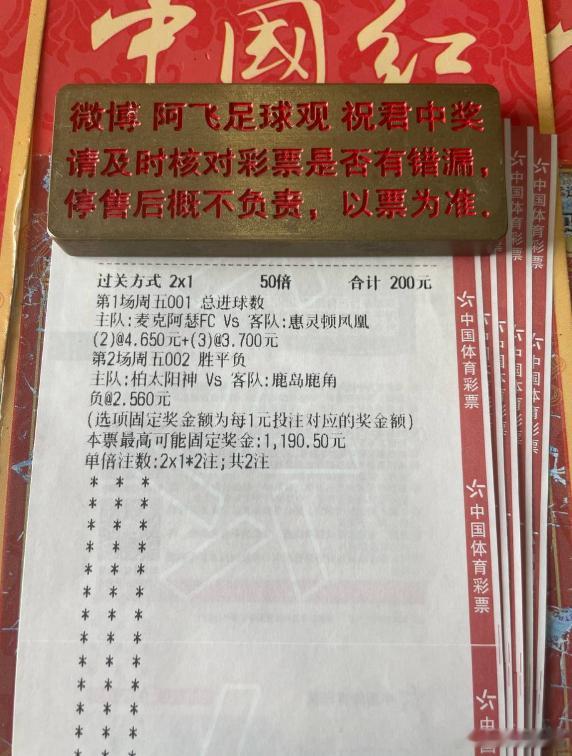 中国红
微博 阿飞足球观 祝君中奖
请及时核对彩票是否有错漏,
停售后概不负责, 以票为准.
过关方式 2x1 50倍 合计 200元
第1场周五001 总进球数
主队:麦克阿瑟FC Vs 客队:惠灵顿凤凰
(2)@4.650元+(3)@3.700元
第2场周五002 胜平负
主队:柏太阳神 Vs 客队:鹿岛鹿角
负@2.560元
(选项固定奖金额为每1元投注对应的奖金额)
本票最高可能固定奖金:1,190.50元
单倍注数:2x1*2注;共2注
* * *
* * *
* * *
* * *
* * *
* * *
* * *
* * *
* * *
* * *
* * *
* * *
* * *
中国体育彩票
中国体育彩票
中国
中国体育彩票
中国体育彩票